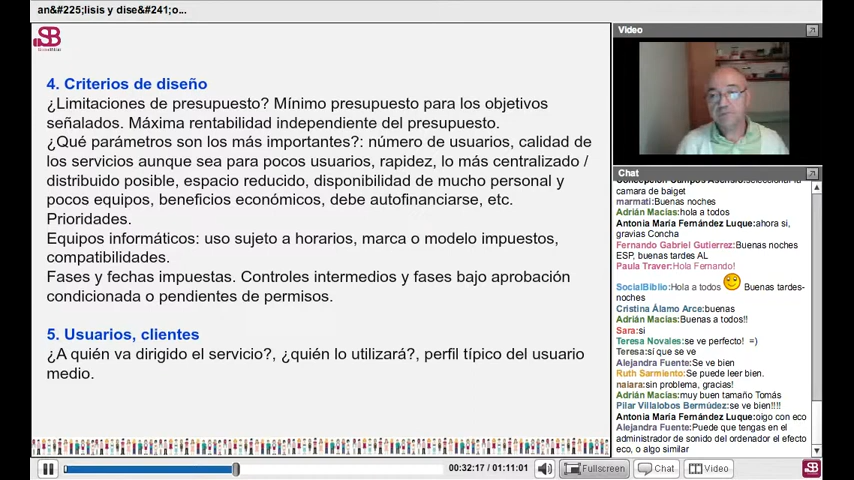 an&#225;lisis y dise&#241;o...
SB
4. Criterios de diseño
¿Limitaciones de presupuesto? Mínimo presupuesto para los objetivos
señalados. Máxima rentabilidad independiente del presupuesto.
¿Qué parámetros son los más importantes?: número de usuarios, calidad de
los servicios aunque sea para pocos usuarios, rapidez, lo más centralizado /
distribuido posible, espacio reducido, disponibilidad de mucho personal y
pocos equipos, beneficios económicos, debe autofinanciarse, etc.
Prioridades.
Equipos informáticos: uso sujeto a horarios, marca o modelo impuestos,
compatibilidades.
Fases y fechas impuestas. Controles intermedios y fases bajo aprobación
condicionada o pendientes de permisos.
5. Usuarios, clientes
¿A quién va dirigido el servicio?, ¿quién lo utilizará?, perfil típico del usuario
medio.
Video
Chat
camara de baiget
marmati:Buenas noches
Adrián Macías:hola a todos
Antonia María Fernández Luque:ahora si,
gravias Concha
Fernando Gabriel Gutierrez:Buenas noches
ESP, buenas tardes AL
Paula Traver:Hola Fernando!
SocialBiblio:Hola a todos Buenas tardes-
noches
Cristina Álamo Arce:buenas
Adrián Macías:Buenas a todos!!
Sara:si
Teresa Novales:se ve perfecto! =)
Teresa:sí que se ve
Alejandra Fuente:Se ve bien
Ruth Sarmiento:Se puede leer bien.
naiara:sin problema, gracias!
Adrián Macías:muy buen tamaño Tomás
Pilar Villalobos Bermúdez:se ve bien!!!!
Antonia María Fernández Luque:oigo con eco
Alejandra Fuente:Puede que tengas en el
administrador de sonido del ordenador el efecto
eco, o algo similar
00:32:17 / 01:11:01
Fullscreen
Chat
Video
SB